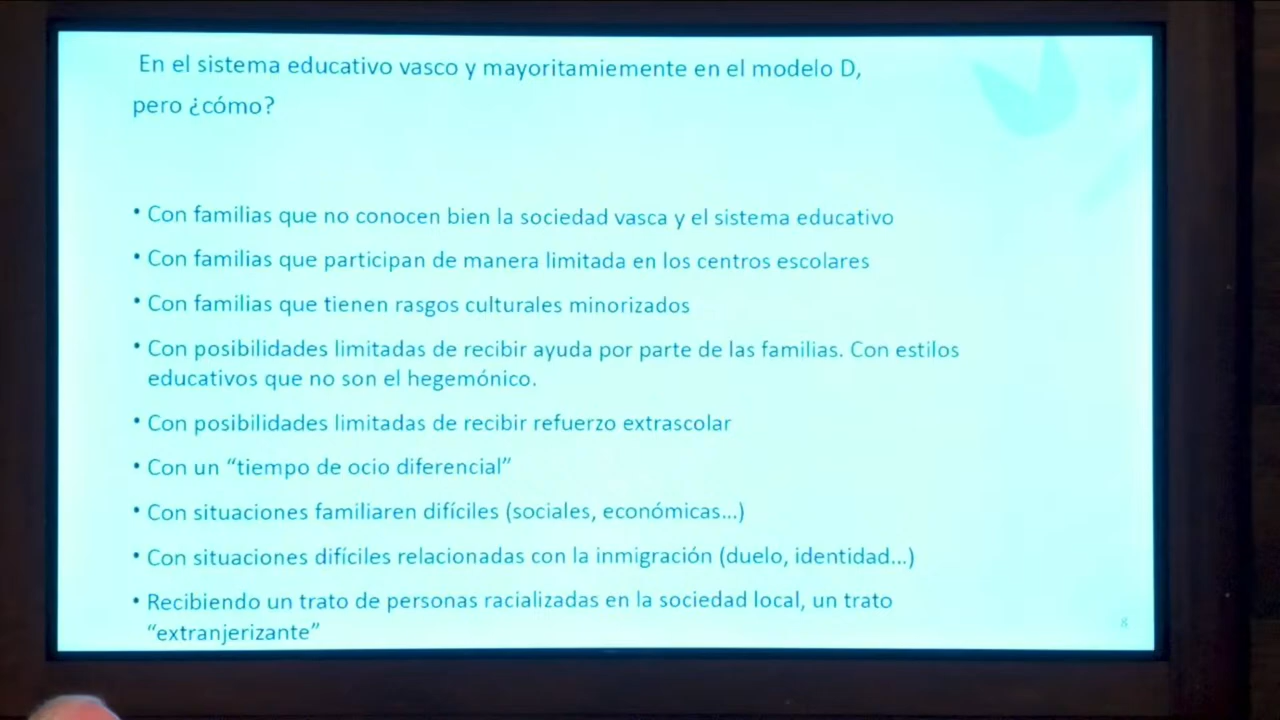 En el sistema educativo vasco y mayoritamiemente en el modelo D,
pero ¿cómo?
• Con familias que no conocen bien la sociedad vasca y el sistema educativo
• Con familias que participan de manera limitada en los centros escolares
• Con familias que tienen rasgos culturales minorizados
• Con posibilidades limitadas de recibir ayuda por parte de las familias. Con estilos
educativos que no son el hegemónico.
• Con posibilidades limitadas de recibir refuerzo extrascolar
• Con un “tiempo de ocio diferencial”
• Con situaciones familiaren difíciles (sociales, económicas...)
• Con situaciones difíciles relacionadas con la inmigración (duelo, identidad...)
• Recibiendo un trato de personas racializadas en la sociedad local, un trato
“extranjerizante”
8